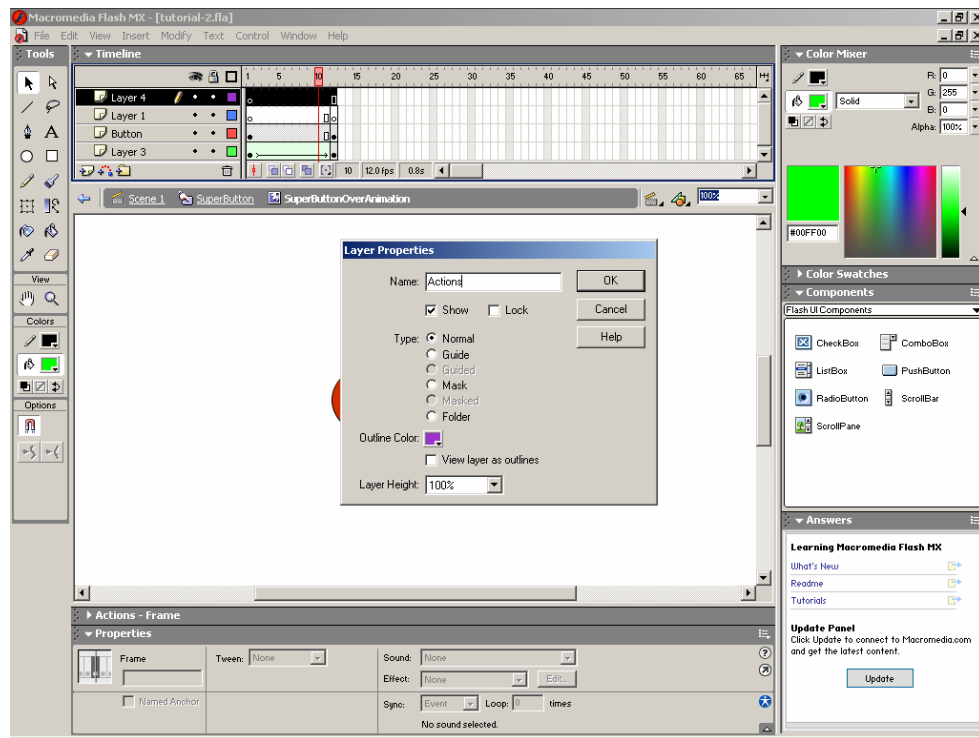 Macromedia Flash MX - [tutorial-2.fla]
File Edit View Insert Modify Text Control Window Help
Tools
View
Colors
Options
Timeline
1 5 10 15 20 25 30 35 40 45 50 55 60 65
Layer 4
Layer 1
Button
Layer 3
10 12.0 fps 0.8s
Scene 1 SuperButton SuperButtonOverAnimation 100%
Layer Properties
Name: Actions OK
Show Lock Cancel
Type: Normal Help
Guide
Guided
Mask
Masked
Folder
Outline Color:
View layer as outlines
Layer Height: 100%
Actions - Frame
Properties
Frame Tween: None Sound: None
Effect: None Edit...
Named Anchor Sync: Event Loop: 0 times
No sound selected.
Color Mixer
R: 0
Solid G: 255
B: 0
Alpha: 100%
#00FF00
Color Swatches
Components
Flash UI Components
CheckBox ComboBox
ListBox PushButton
RadioButton ScrollBar
ScrollPane
Answers
Learning Macromedia Flash MX
What's New
Readme
Tutorials
Update Panel
Click Update to connect to Macromedia.com
and get the latest content.
Update